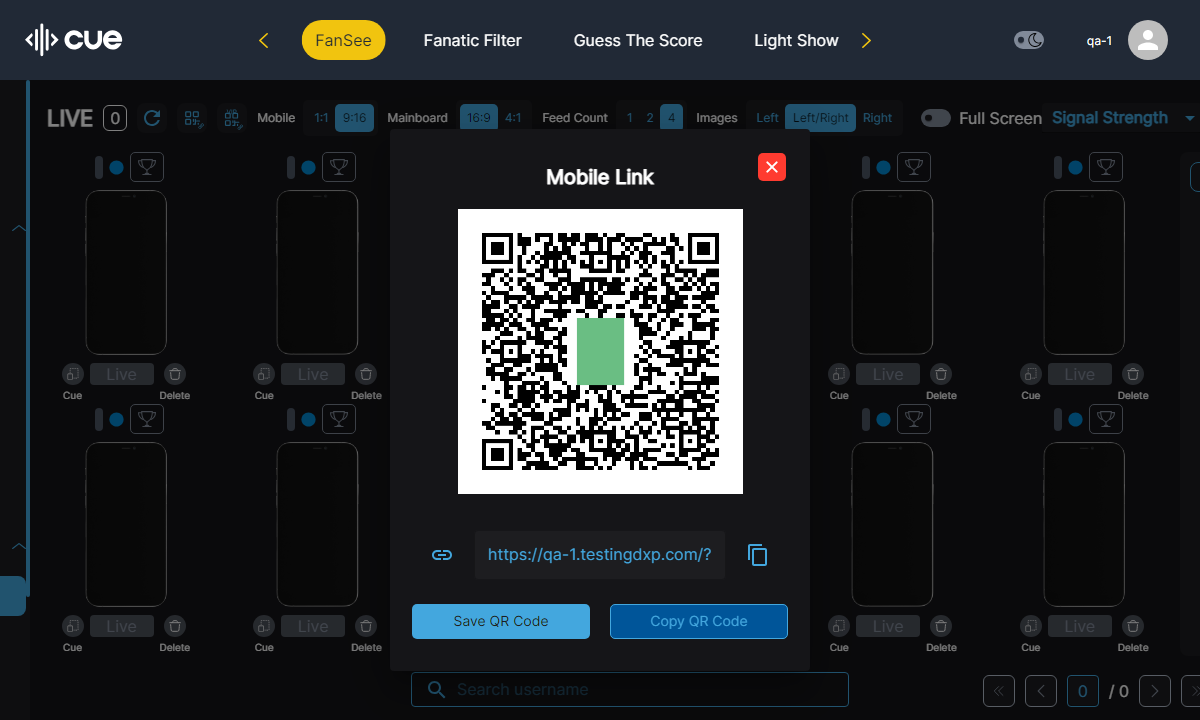 cue
FanSee
Fanatic Filter
Guess The Score
Light Show
qa-1
LIVE 0
Mobile 1:1 9:16
Mainboard 16:9 4:1
Feed Count 1 2 4
Images Left Left/Right Right
Full Screen
Signal Strength
Mobile Link
Live Live Live Live
Cue Delete Cue Delete Cue Delete Cue Delete
https://qa-1.testingdxp.com/?
Save QR Code
Copy QR Code
Live Live Live Live
Cue Delete Cue Delete Cue Delete Cue Delete
Search username
0 / 0